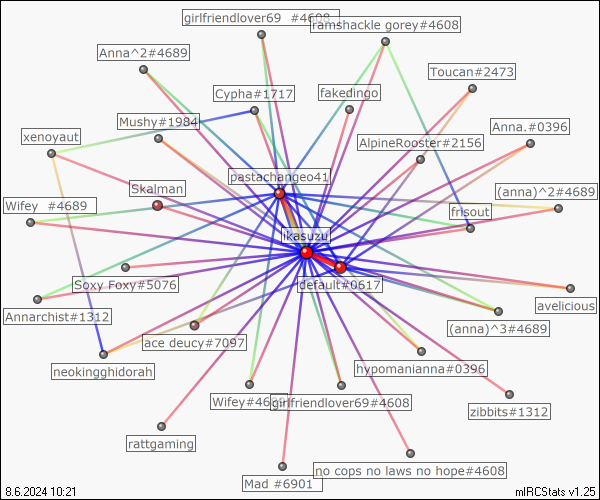 girlfriendlover69 #4608
ramshackle gorey#4608
Anna^2#4689
Toucan#2473
Cypha#1717
fakedingo
Mushy#1984
Anna.#0396
xenoyaut
AlpineRooster#2156
pastachangeo41
Skalman
(anna)^2#4689
Wifey #4689
frisout
ikasuzu
Soxy Foxy#5076
default#0617
avelicious
Annarchist#1312
(anna)^3#4689
ace deucy#7097
neokingghidorah
hypomanianna#0396
Wifey#4689
girlfriendlover69#4608
zibbits#1312
rattgaming
no cops no laws no hope#4608
Mad #6901
8.6.2024 10:21
mIRCStats v1.25